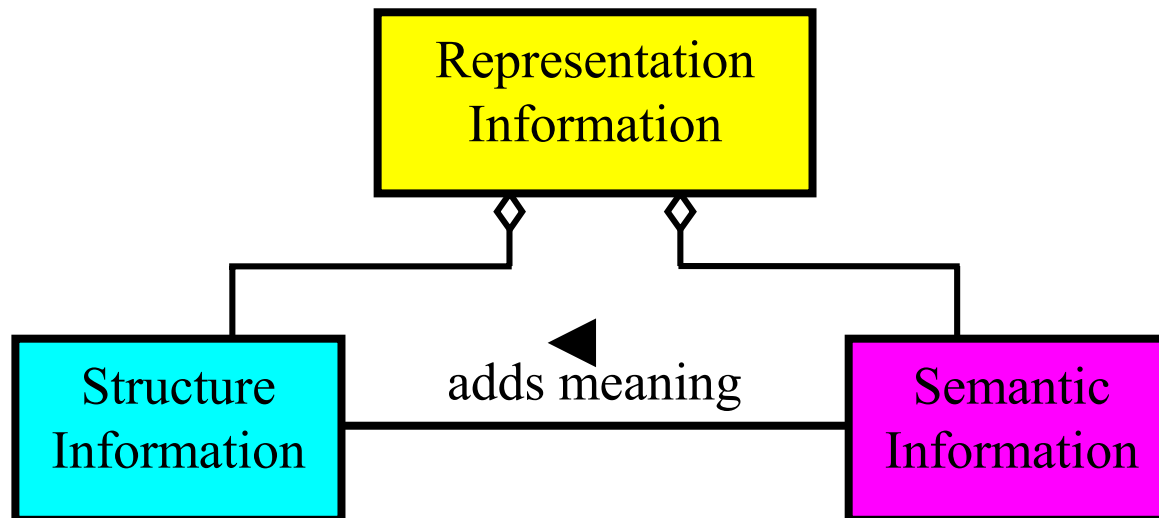 Representation
Information
adds meaning
Structure
Information
Semantic
Information